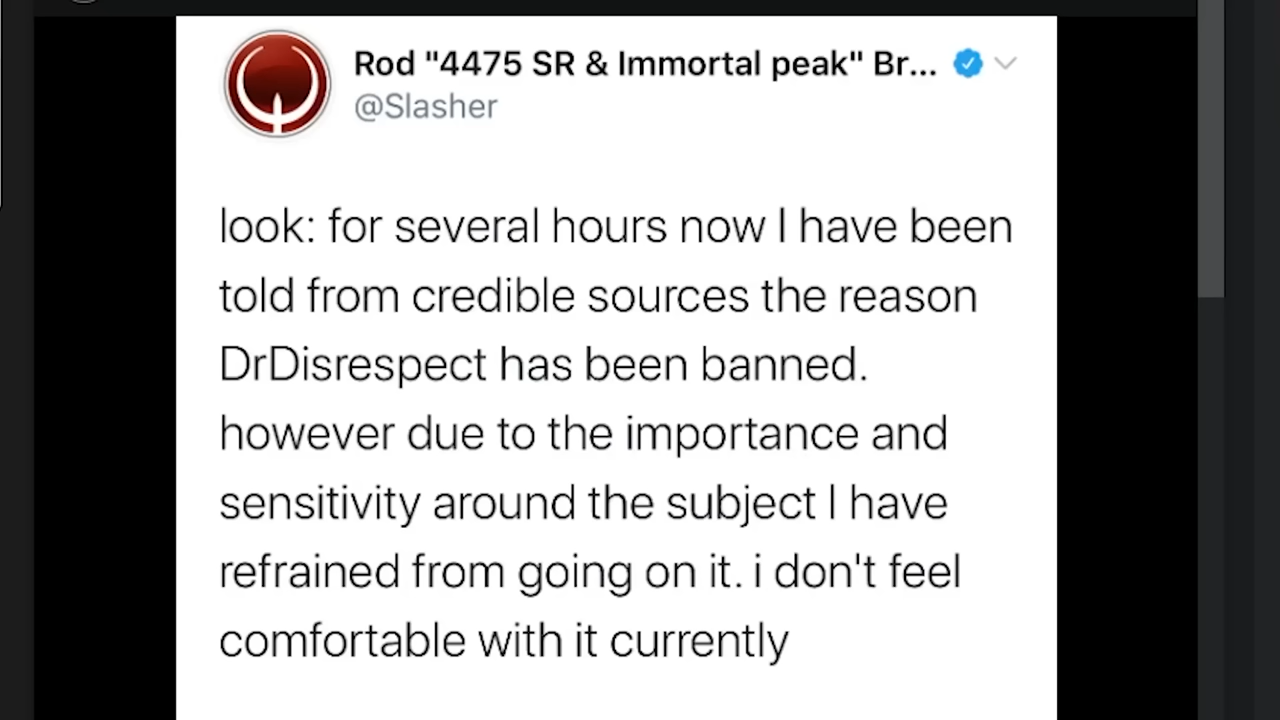 Rod "4475 SR & Immortal peak" Br...
@Slasher
look: for several hours now I have been
told from credible sources the reason
DrDisrespect has been banned.
however due to the importance and
sensitivity around the subject I have
refrained from going on it. i don't feel
comfortable with it currently